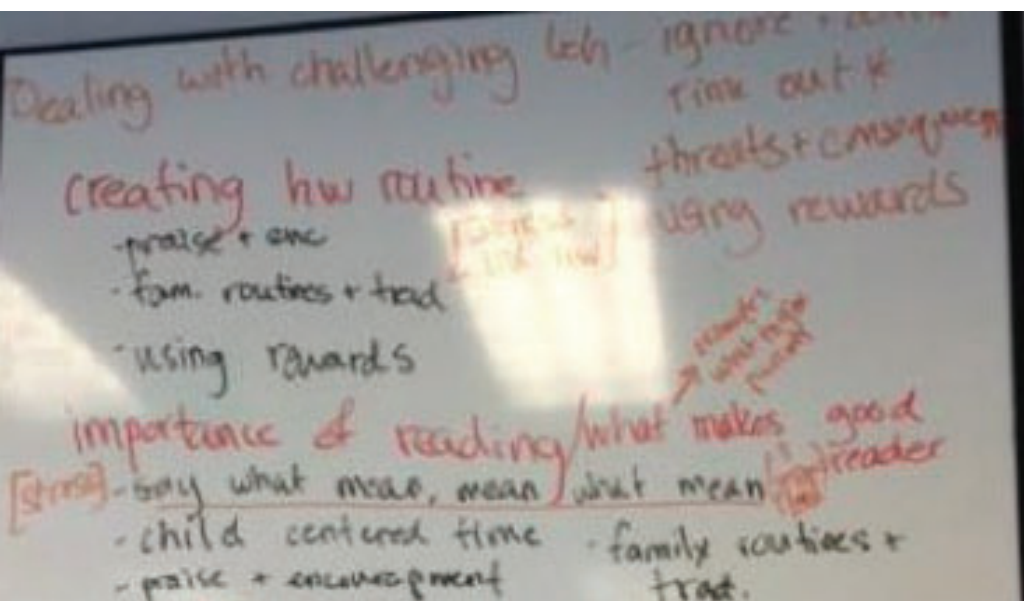 Dealing with challenging beh - ignore +
time out *
threats + consequen
using rewards
creating hw routine
- praise + enc
- fam. routines + trad
- using rewards
importance of reading/what makes good
reader
[stress] - say what mean, mean what mean
- child centered time
- praise + encouragement
- family routines +
trad.